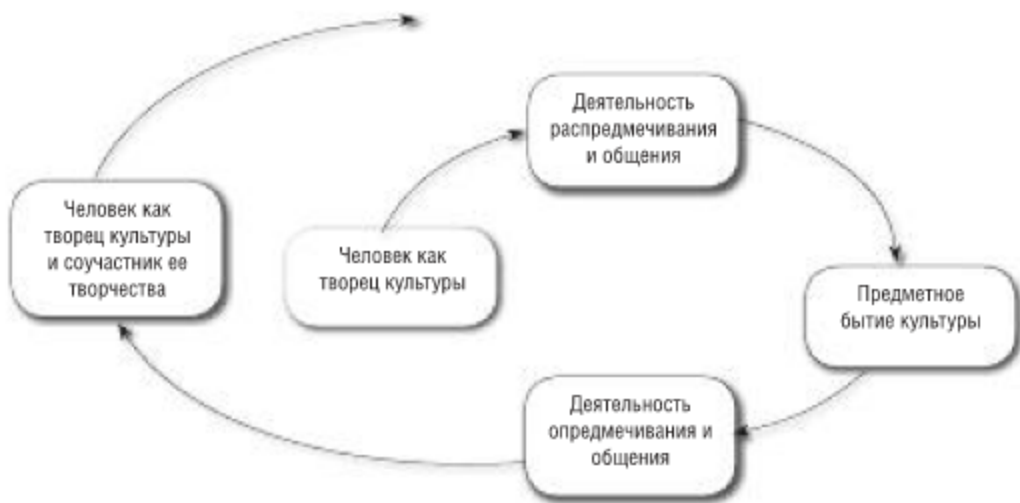 Деятельность
распредмечивания
и общения
Человек как
творец культуры
и соучастник ее
творчества
Человек как
творец культуры
Предметное
бытие культуры
Деятельность
опредмечивания и
общения